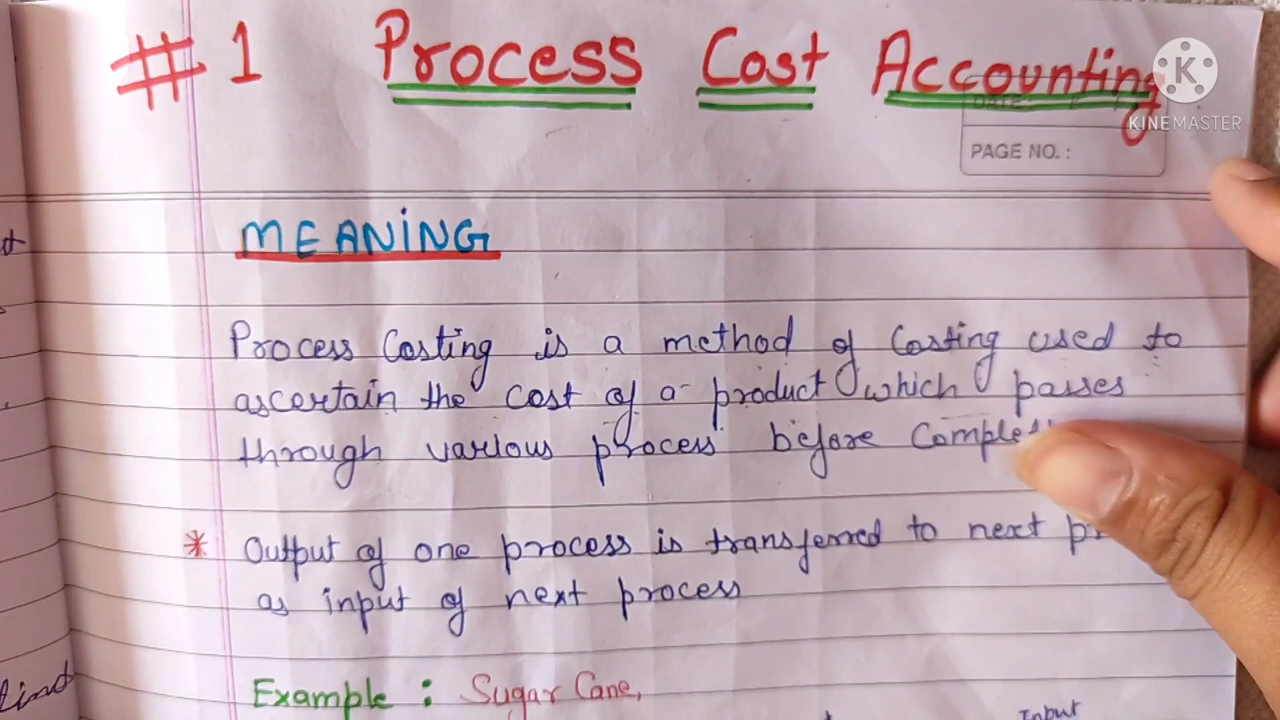 #1 Process Cost Accounting
KINEMASTER
DATE:
PAGE NO.:
MEANING
Process Costing is a method of Costing used to
ascertain the cost of a product which passes
through various process before
* Output of one process is transferred to next
as input of next process
Example : Sugar Cane,
Input